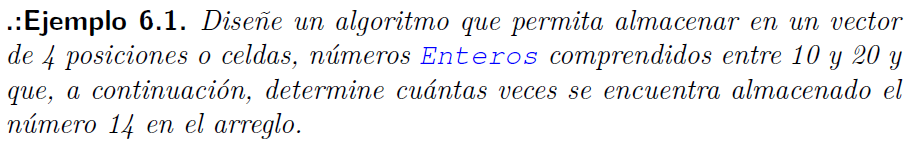 .:Ejemplo 6.1. Diseñe un algoritmo que permita almacenar en un vector
de 4 posiciones o celdas, números Enteros comprendidos entre 10 y 20 y
que, a continuación, determine cuántas veces se encuentra almacenado el
número 14 en el arreglo.